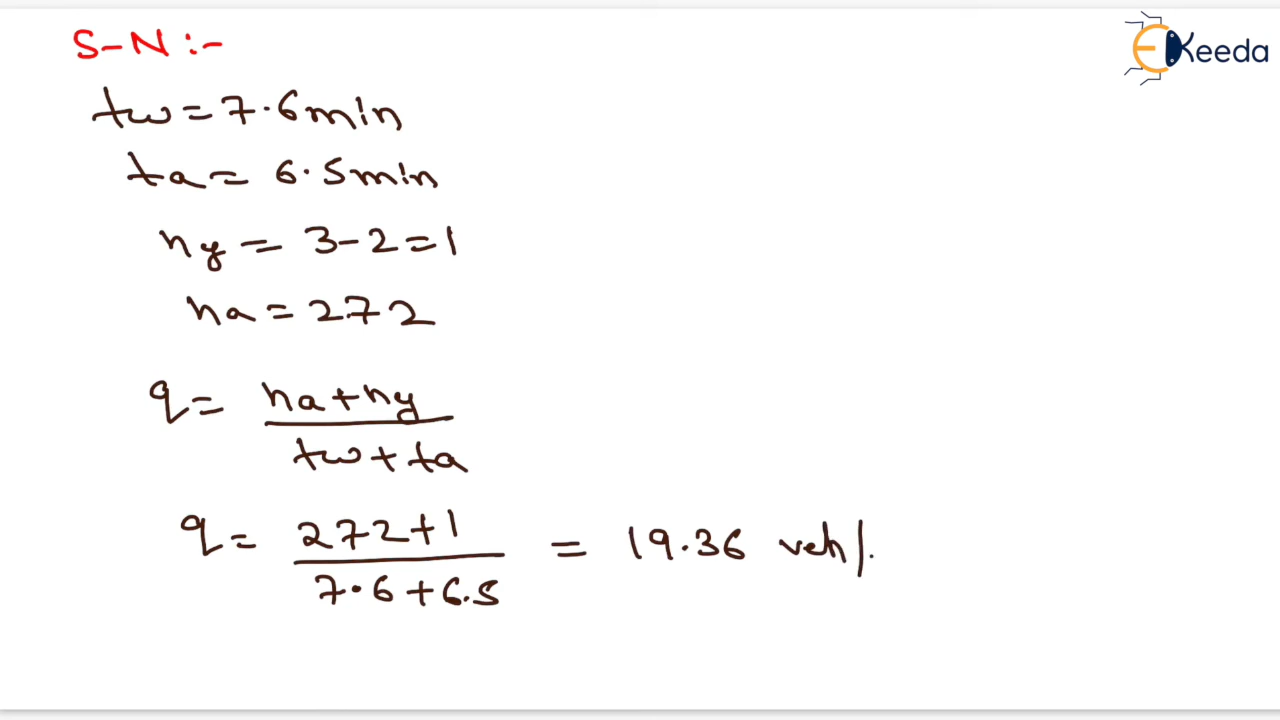 S-N :-
EKeeda
tw = 7.6 min
ta = 6.5 min
ny = 3-2 = 1
na = 272
q = na + ny / tw + ta
q = 272 + 1 / 7.6 + 6.5 = 19.36 veh/.